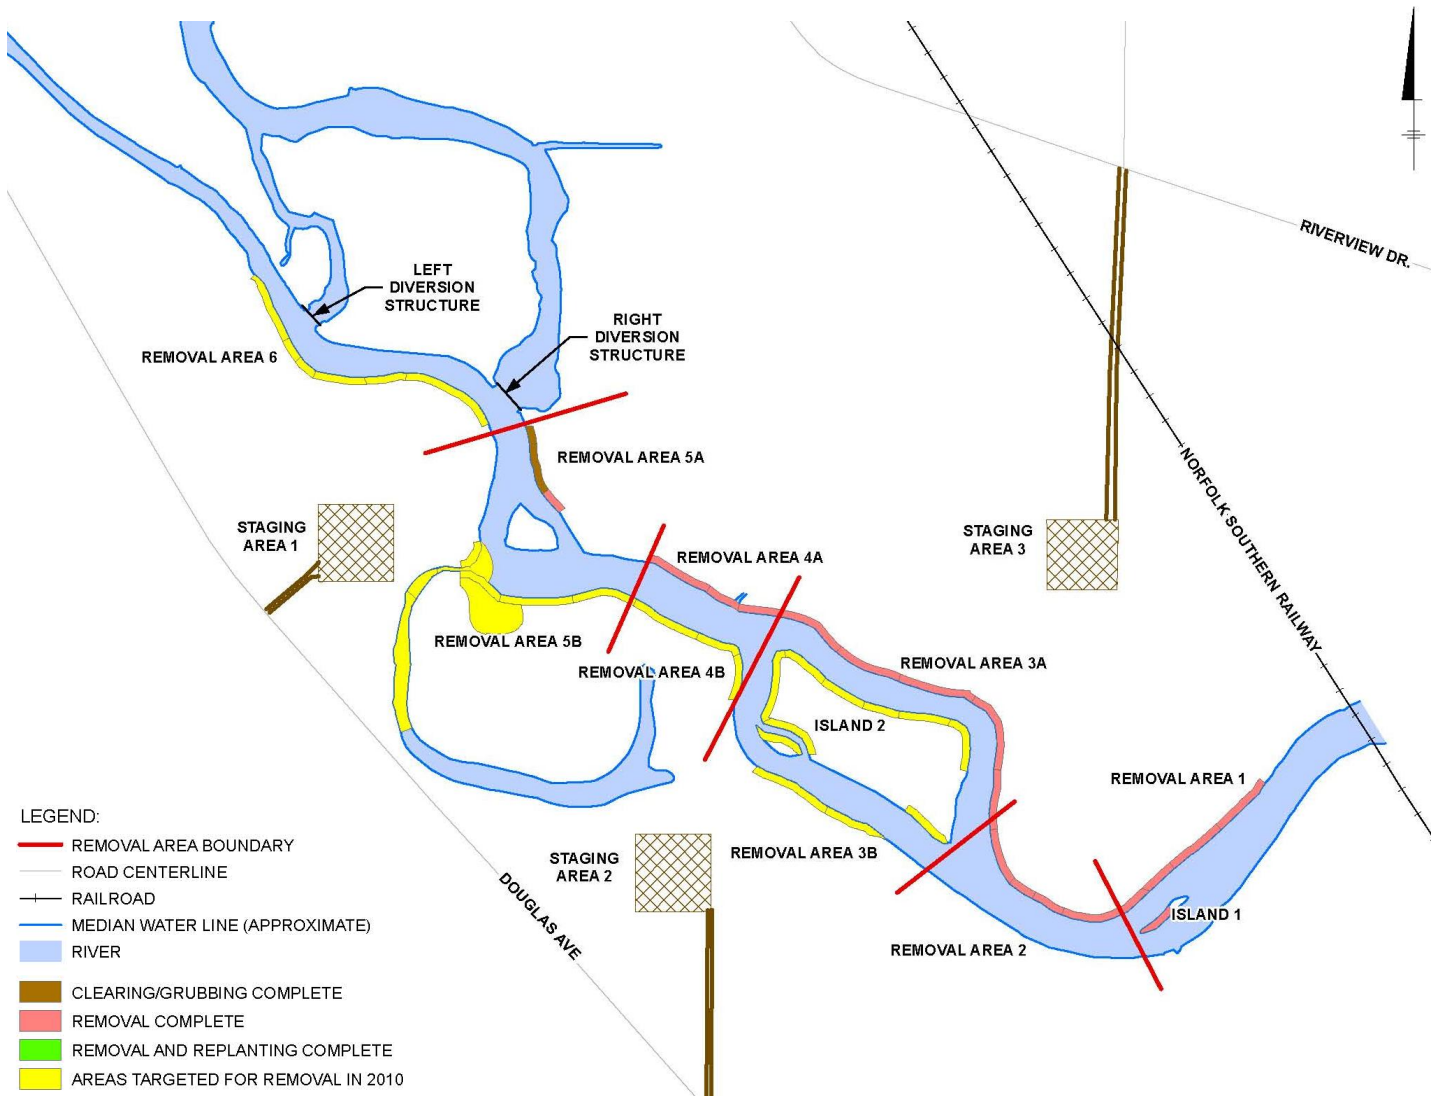 RIVERVIEW DR.
LEFT
DIVERSION
STRUCTURE
RIGHT
DIVERSION
STRUCTURE
REMOVAL AREA 6
REMOVAL AREA 5A
NORFOLK SOUTHERN RAILWAY
STAGING
AREA 1
STAGING
AREA 3
REMOVAL AREA 4A
REMOVAL AREA 5B
REMOVAL AREA 4B
REMOVAL AREA 3A
ISLAND 2
REMOVAL AREA 1
REMOVAL AREA 3B
STAGING
AREA 2
DOUGLAS AVE
ISLAND 1
REMOVAL AREA 2
LEGEND:
REMOVAL AREA BOUNDARY
ROAD CENTERLINE
RAILROAD
MEDIAN WATER LINE (APPROXIMATE)
RIVER
CLEARING/GRUBBING COMPLETE
REMOVAL COMPLETE
REMOVAL AND REPLANTING COMPLETE
AREAS TARGETED FOR REMOVAL IN 2010